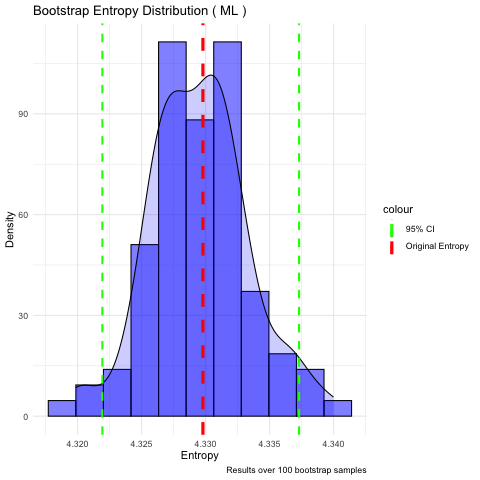 Bootstrap Entropy Distribution ( ML )
90
60
30
0
Density
4.320 4.325 4.330 4.335 4.340
Entropy
colour
95% CI
Original Entropy
Results over 100 bootstrap samples